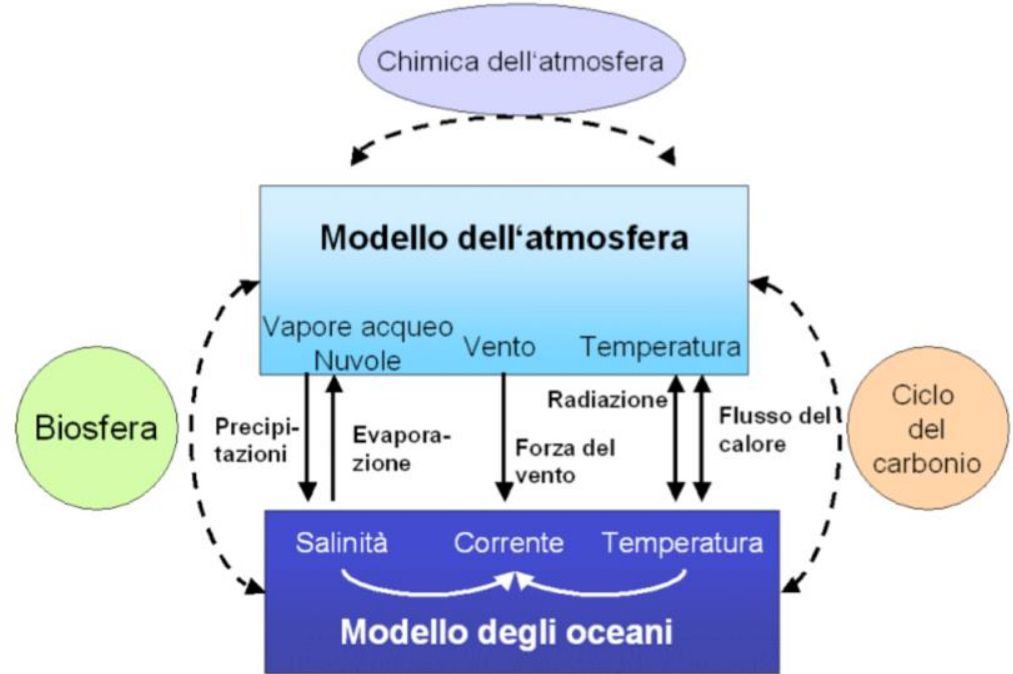 Chimica dell‘atmosfera
Modello dell‘atmosfera
Vapore acqueo
Nuvole
Vento
Temperatura
Biosfera
Precipi-
tazioni
Evapora-
zione
Forza del
vento
Radiazione
Flusso del
calore
Ciclo
del
carbonio
Salinità
Corrente
Temperatura
Modello degli oceani